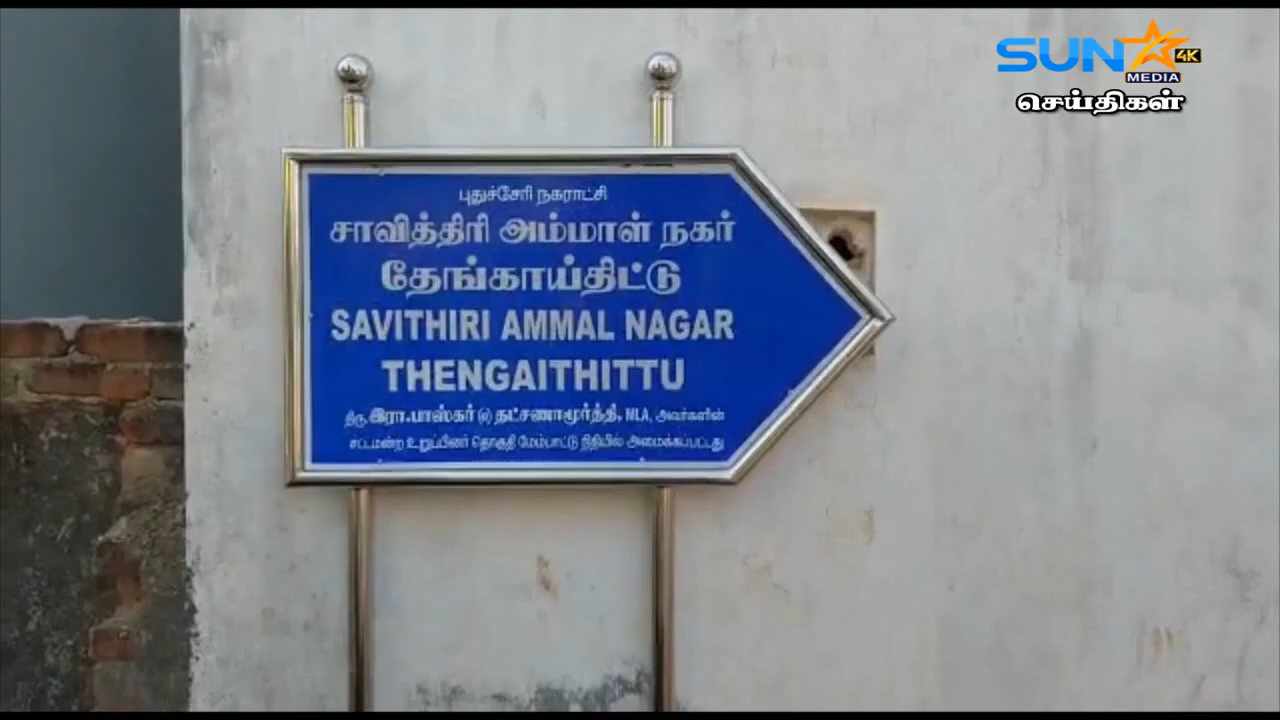 SUN 4K
MEDIA
செய்திகள்
புதுச்சேரி நகராட்சி
சாவித்திரி அம்மாள் நகர்
தேங்காய்திட்டு
SAVITHIRI AMMAL NAGAR
THENGAITHITTU
திரு.இரா.பாஸ்கர் (எ) தட்சணாமூர்த்தி, MLA, அவர்களின்
சட்டமன்ற உறுப்பினர் தொகுதி மேம்பாட்டு நிதியில் அமைக்கப்பட்டது